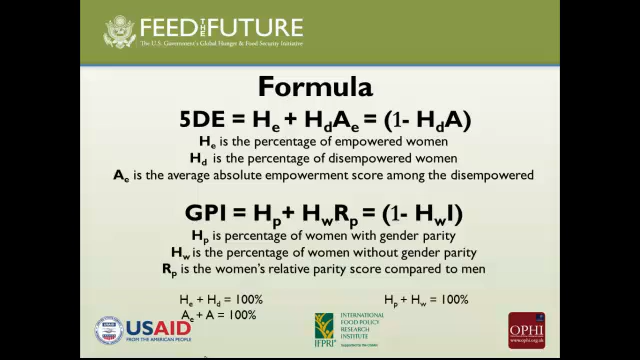 FEED THE FUTURE
The U.S. Government's Global Hunger & Food Security Initiative
Formula
5DE = He + HdAe = (1- HdA)
He is the percentage of empowered women
Hd is the percentage of disempowered women
Ae is the average absolute empowerment score among the disempowered
GPI = Hp+ HwRp = (1- HwI)
Hp is percentage of women with gender parity
Hw is the percentage of women without gender parity
Rp is the women's relative parity score compared to men
He + Hd = 100%
Hp + Hw = 100%
Ae + A = 100%
USAID
FROM THE AMERICAN PEOPLE
IFPRI
INTERNATIONAL
FOOD POLICY
RESEARCH
INSTITUTE
OPHI
www.ophi.org.uk